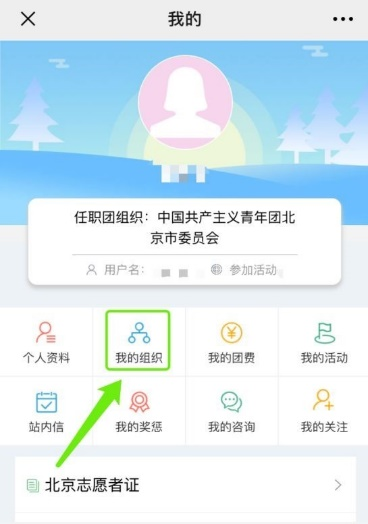 我的
任职团组织：中国共产主义青年团北
京市委员会
用户名： 参加活动
个人资料 我的组织 我的团费 我的活动
站内信 我的奖惩 我的咨询 我的关注
北京志愿者证